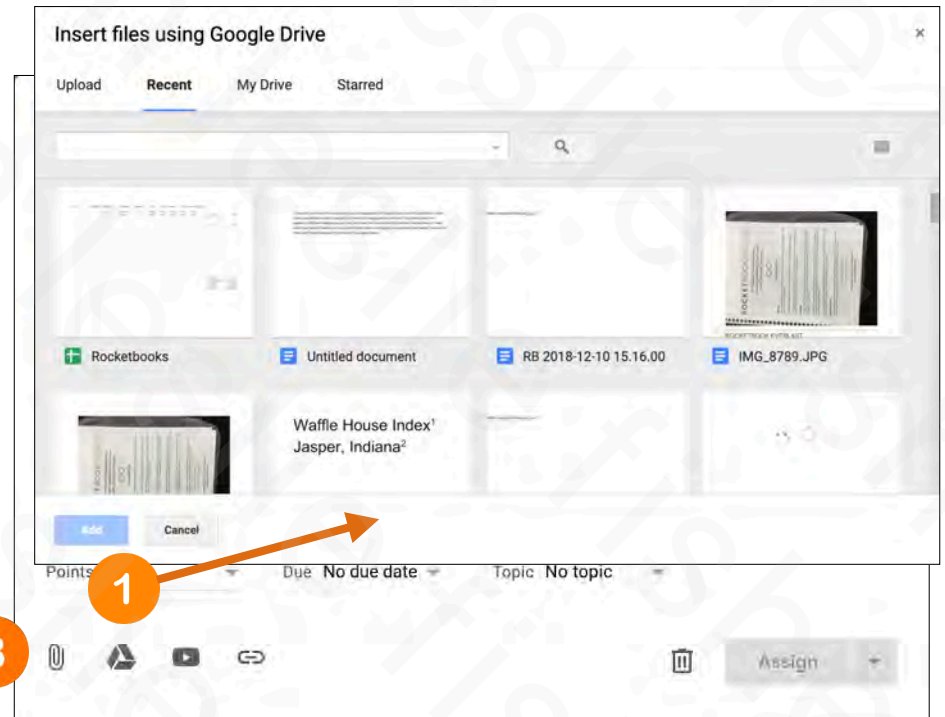 Insert files using Google Drive ×
Upload Recent My Drive Starred
Rocketbooks
Untitled document
RB 2018-12-10 15.16.00
IMG_8789.JPG
ROCKETBOOK
Waffle House Index¹
Jasper, Indiana²
Add Cancel
Points Due No due date Topic No topic
1
3
Assign